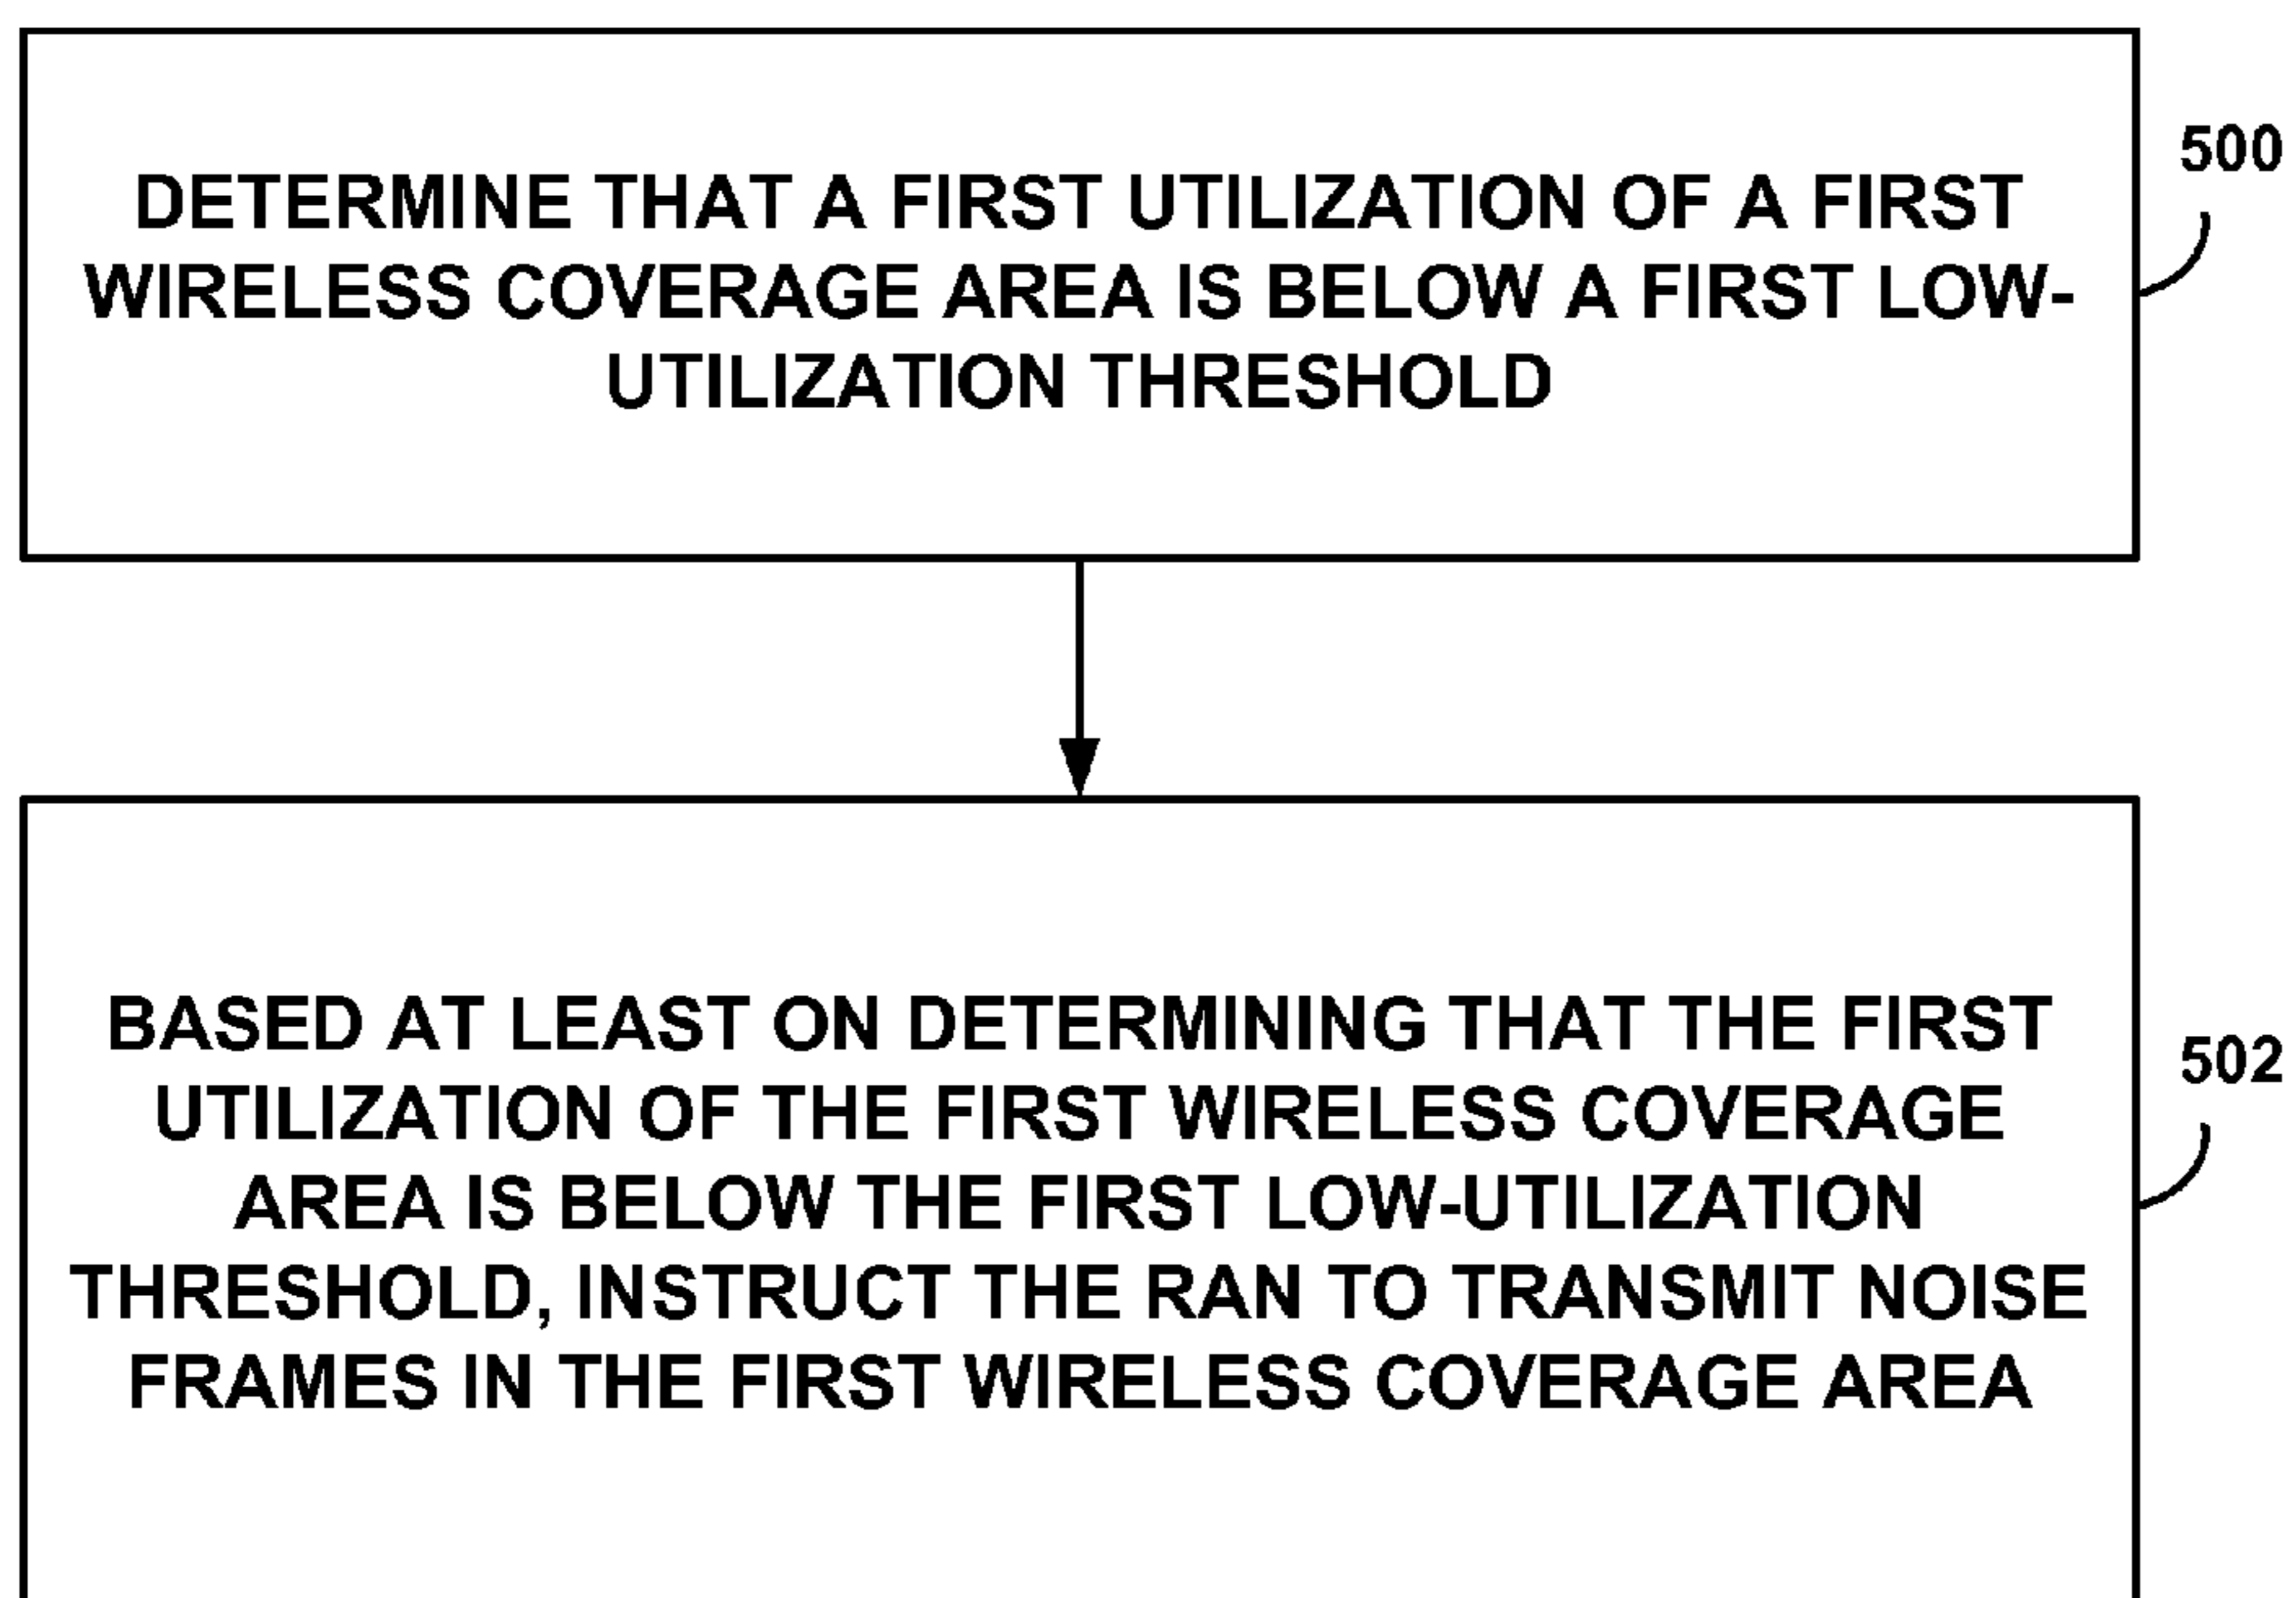 DETERMINE THAT A FIRST UTILIZATION OF A FIRST
WIRELESS COVERAGE AREA IS BELOW A FIRST LOW-
UTILIZATION THRESHOLD
500
BASED AT LEAST ON DETERMINING THAT THE FIRST
UTILIZATION OF THE FIRST WIRELESS COVERAGE
AREA IS BELOW THE FIRST LOW-UTILIZATION
THRESHOLD, INSTRUCT THE RAN TO TRANSMIT NOISE
FRAMES IN THE FIRST WIRELESS COVERAGE AREA
502